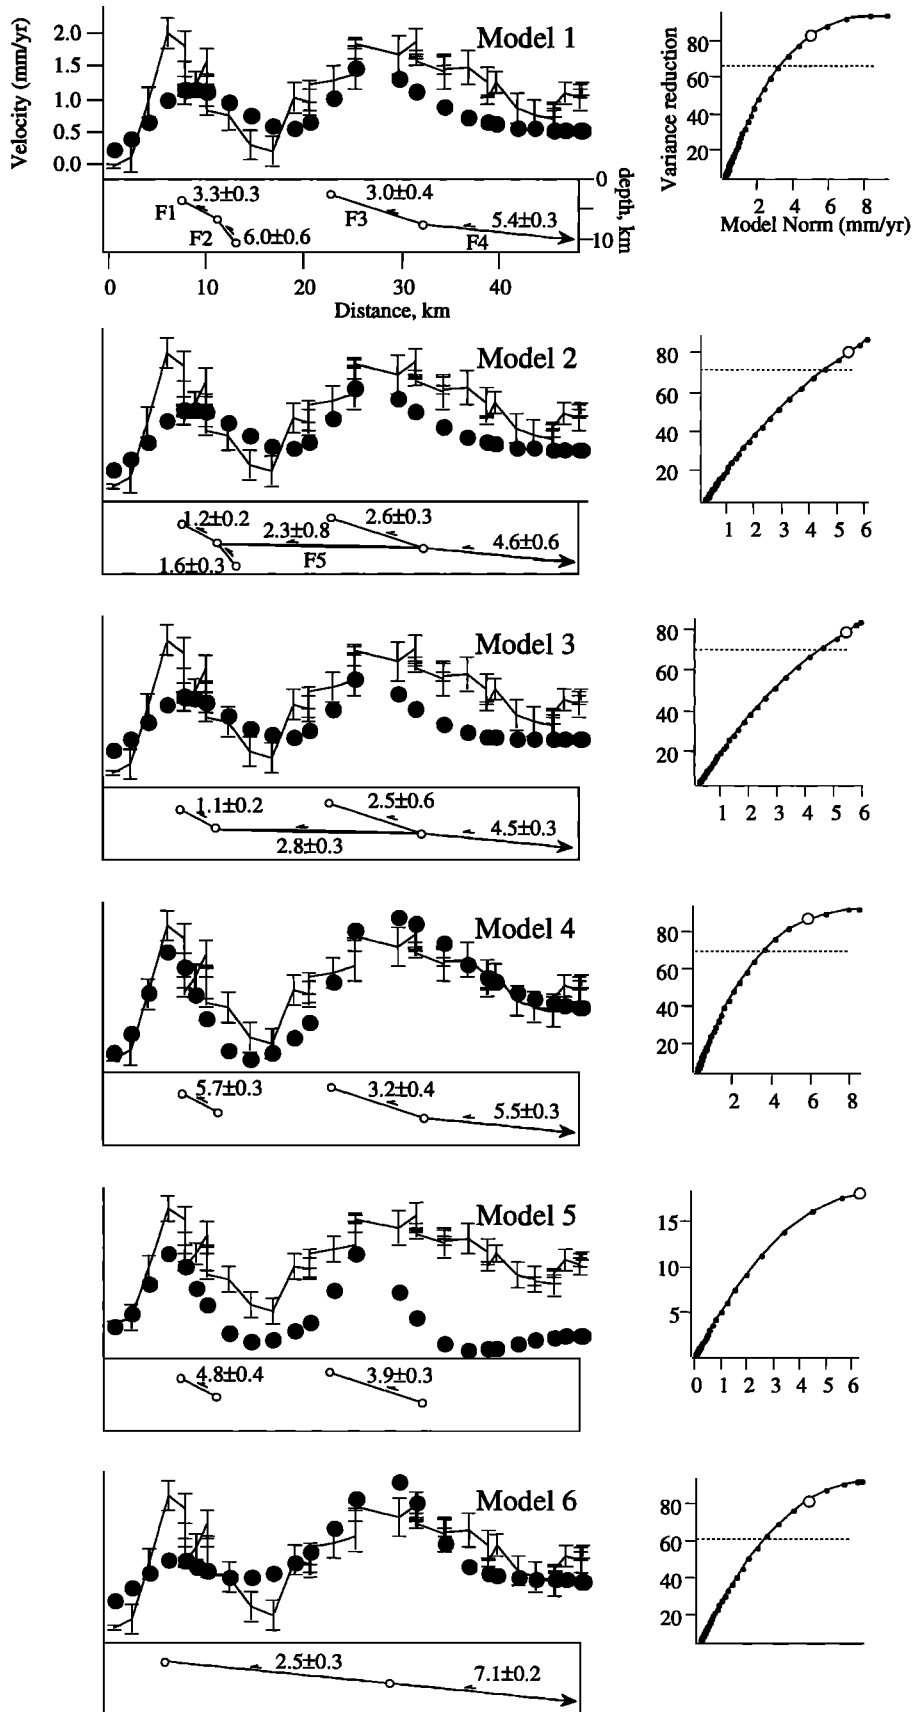 Velocity (mm/yr)
2.0
1.5
1.0
0.5
0.0
Model 1
3.3±0.3
3.0±0.4
F1
F3
5.4±0.3
F2
6.0±0.6
F4
0
10
depth, km
0 10 20 30 40
Distance, km
Variance reduction
80
60
40
20
2 4 6 8
Model Norm (mm/yr)
Model 2
1.2±0.2
2.6±0.3
2.3±0.8
4.6±0.6
1.6±0.3
F5
80
60
40
20
1 2 3 4 5 6
Model 3
1.1±0.2
2.5±0.6
4.5±0.3
2.8±0.3
80
60
40
20
1 2 3 4 5 6
Model 4
5.7±0.3
3.2±0.4
5.5±0.3
80
60
40
20
2 4 6 8
Model 5
4.8±0.4
3.9±0.3
15
10
5
0 1 2 3 4 5 6
Model 6
2.5±0.3
7.1±0.2
80
60
40
20